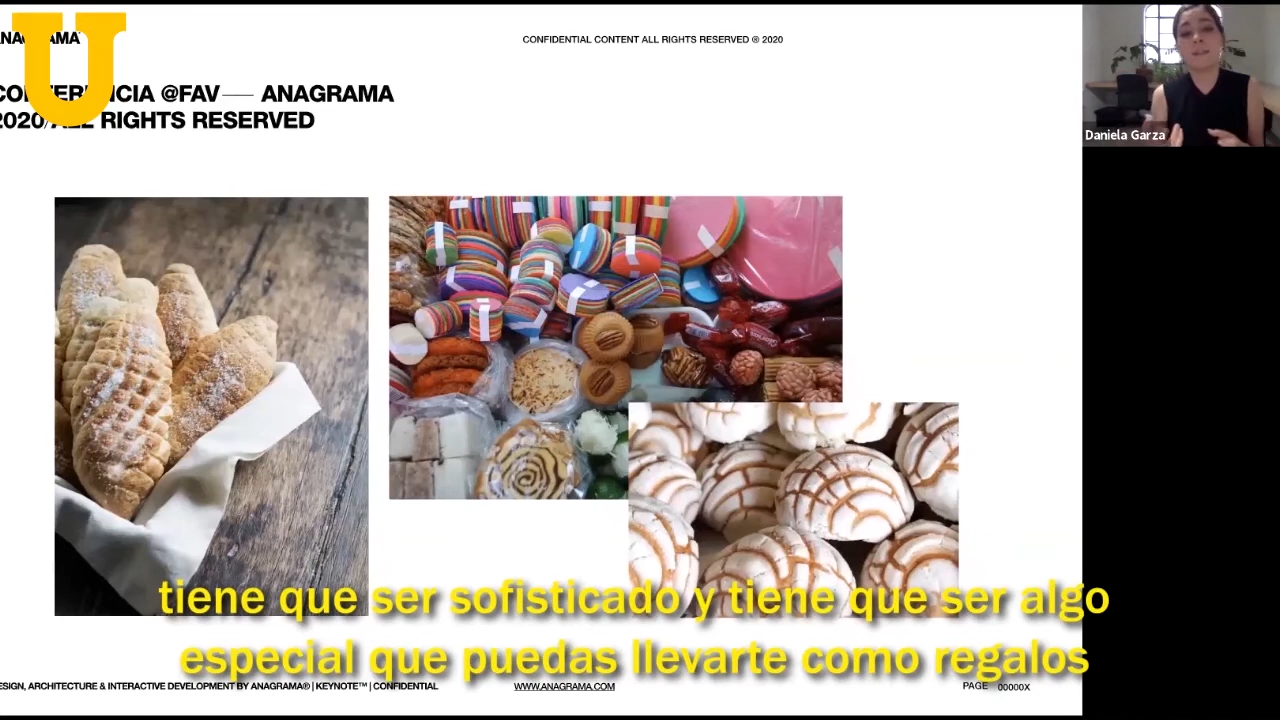 ANAGRAMA
U
CONFIDENTIAL CONTENT ALL RIGHTS RESERVED ® 2020
CONFERENCIA @FAV — ANAGRAMA
2020/ALL RIGHTS RESERVED
Daniela Garza
tiene que ser sofisticado y tiene que ser algo
especial que puedas llevarte como regalos
ESIGN, ARCHITECTURE & INTERACTIVE DEVELOPMENT BY ANAGRAMA® | KEYNOTE™ | CONFIDENTIAL
WWW.ANAGRAMA.COM
PAGE 00000X